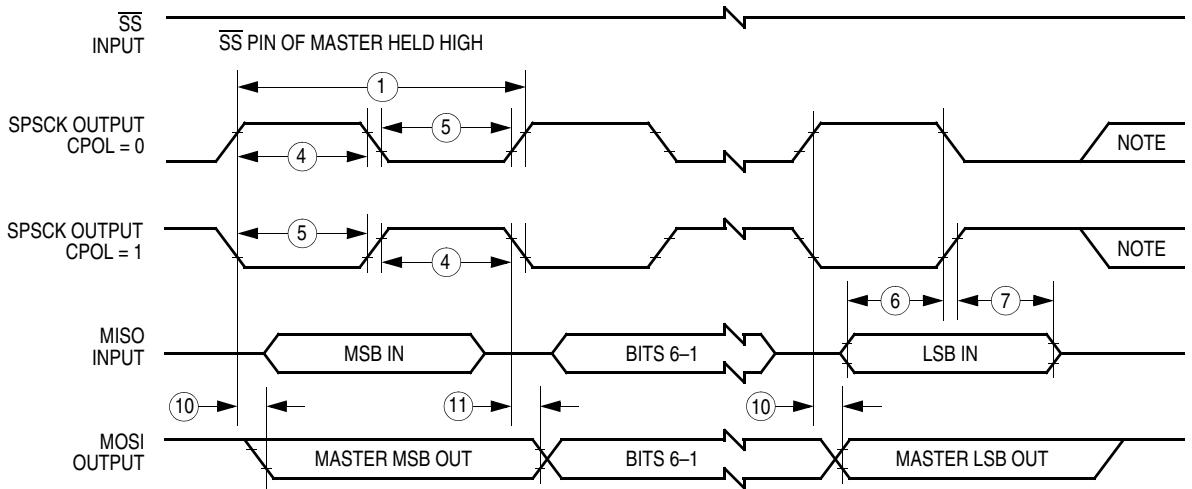 SS
INPUT
SS PIN OF MASTER HELD HIGH
1
SPSCK OUTPUT
CPOL = 0
5
4
NOTE
SPSCK OUTPUT
CPOL = 1
5
4
NOTE
6
7
MISO
INPUT
MSB IN
BITS 6–1
LSB IN
10
11
10
MOSI
OUTPUT
MASTER MSB OUT
BITS 6–1
MASTER LSB OUT